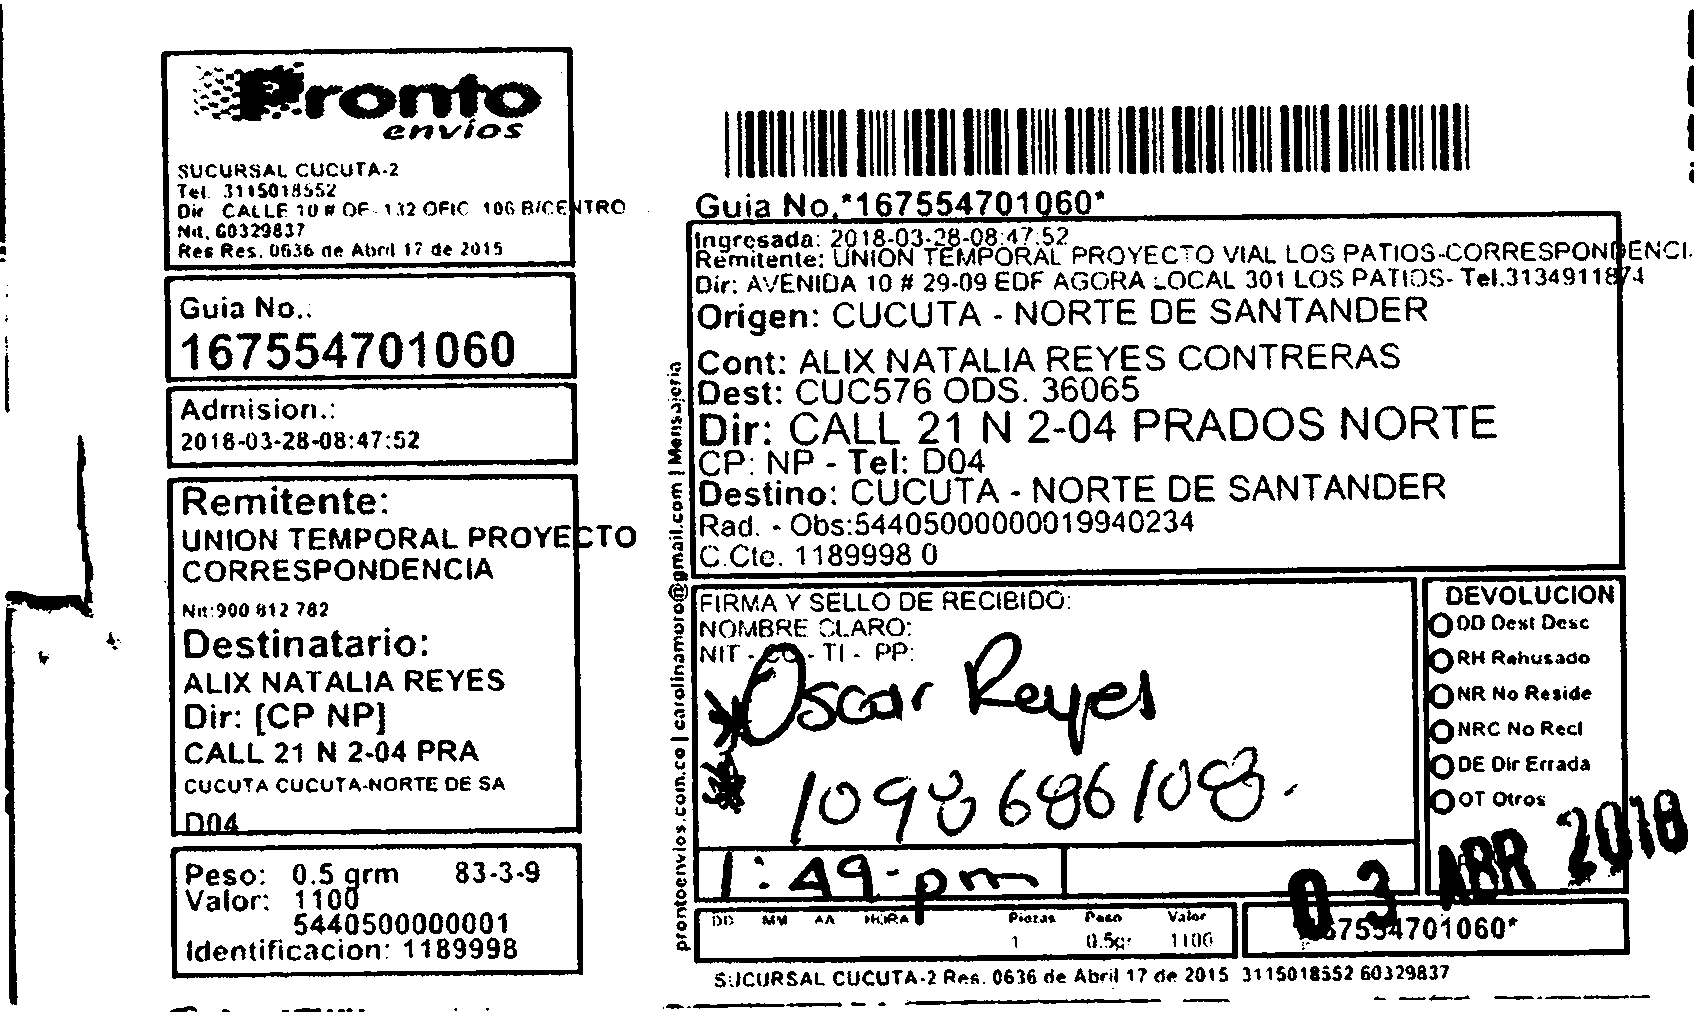 Pronto
envíos
SUCURSAL CUCUTA-2
Tel. 3115018552
Dir. CALLE 10 # OF- 132 OFIC 106 B/CENTRO
Nit. 60329837
Res Res. 0636 de Abril 17 de 2015
Guia No.:
167554701060
Admision.:
2018-03-28-08:47:52
Remitente:
UNION TEMPORAL PROYECTO
CORRESPONDENCIA
Nit:900 812 782
Destinatario:
ALIX NATALIA REYES
Dir: [CP NP]
CALL 21 N 2-04 PRA
CUCUTA CUCUTA-NORTE DE SA
D04
Peso: 0.5 grm 83-3-9
Valor: 1100
5440500000001
Identificacion: 1189998
prontoenvios.com.co | carolinamoro@gmail.com | Mensajeria
Guia No.*167554701060*
Ingresada: 2018-03-28-08:47:52
Remitente: UNION TEMPORAL PROYECTO VIAL LOS PATIOS-CORRESPONDENCI
Dir: AVENIDA 10 # 29-09 EDF AGORA LOCAL 301 LOS PATIOS- Tel.3134911874
Origen: CUCUTA - NORTE DE SANTANDER
Cont: ALIX NATALIA REYES CONTRERAS
Dest: CUC576 ODS. 36065
Dir: CALL 21 N 2-04 PRADOS NORTE
CP: NP - Tel: D04
Destino: CUCUTA - NORTE DE SANTANDER
Rad. - Obs:54405000000019940234
C.Cte. 1189998 0
FIRMA Y SELLO DE RECIBIDO:
NOMBRE CLARO:
NIT - CC - TI - PP:
Oscar Reyes
1098686108.
1:49-pm
DD MM AA HORA Piezas Peso Valor
1 0.5gr 1100
DEVOLUCION
DD Dest Desc
RH Rehusado
NR No Reside
NRC No Recl
DE Dir Errada
OT Otros
03 ABR 2018
167554701060*
SUCURSAL CUCUTA-2 Res. 0636 de Abril 17 de 2015 3115018552 60329837